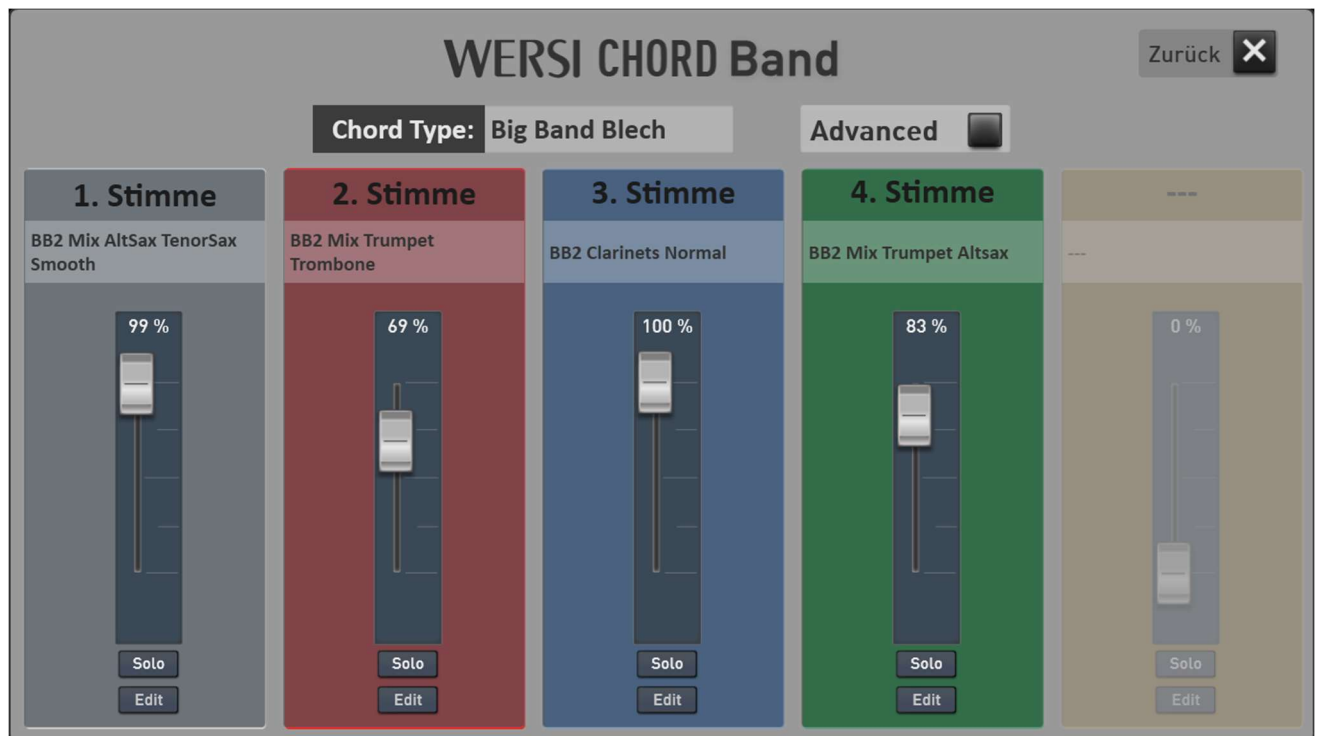 WERSI CHORD Band
Zurück
Chord Type: Big Band Blech
Advanced
1. Stimme
BB2 Mix AltSax TenorSax
Smooth
99 %
Solo
Edit
2. Stimme
BB2 Mix Trumpet
Trombone
69 %
Solo
Edit
3. Stimme
BB2 Clarinets Normal
100 %
Solo
Edit
4. Stimme
BB2 Mix Trumpet Altsax
83 %
Solo
Edit
---
---
0 %
Solo
Edit